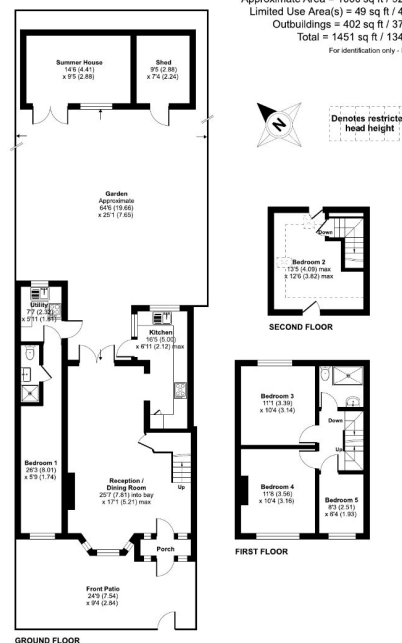 Limited Use Area(s) = 49 sq ft / 4
Outbuildings = 402 sq ft / 37
Total = 1451 sq ft / 134
For identification only -
Denotes restricte
head height
N
Summer House
14'6 (4.41)
x 9'5 (2.88)
Shed
9'5 (2.88)
x 7'4 (2.24)
Garden
Approximate
64'6 (19.66)
x 25'1 (7.65)
Down
Bedroom 2
13'5 (4.09) max
x 12'6 (3.82) max
SECOND FLOOR
Utility
7'7 (2.32)
x 5'11 (1.81)
Kitchen
16'5 (5.00)
x 6'11 (2.12) max
Bedroom 1
26'3 (8.01)
x 5'9 (1.74)
Reception /
Dining Room
25'7 (7.81) into bay
x 17'1 (5.21) max
Up
Porch
Front Patio
24'9 (7.54)
x 9'4 (2.84)
GROUND FLOOR
Bedroom 3
11'1 (3.39)
x 10'4 (3.14)
Down
Up
Bedroom 4
11'8 (3.56)
x 10'4 (3.16)
Bedroom 5
8'3 (2.51)
x 6'4 (1.93)
FIRST FLOOR